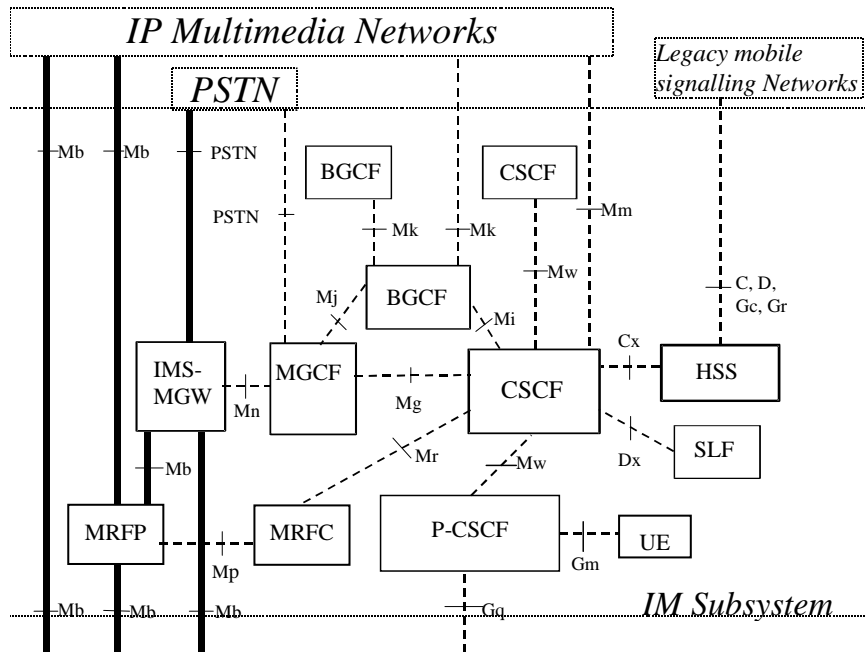 IP Multimedia Networks
Legacy mobile
signalling Networks
PSTN
Mb
Mb
PSTN
BGCF
CSCF
PSTN
Mk
Mk
Mm
Mw
C, D,
Gc, Gr
Mj
BGCF
Mi
Cx
IMS-
MGW
MGCF
CSCF
HSS
Mn
Mg
Mr
Dx
SLF
Mb
Mw
MRFP
MRFC
P-CSCF
UE
Mp
Gm
Mb
Mb
Mb
Gq
IM Subsystem